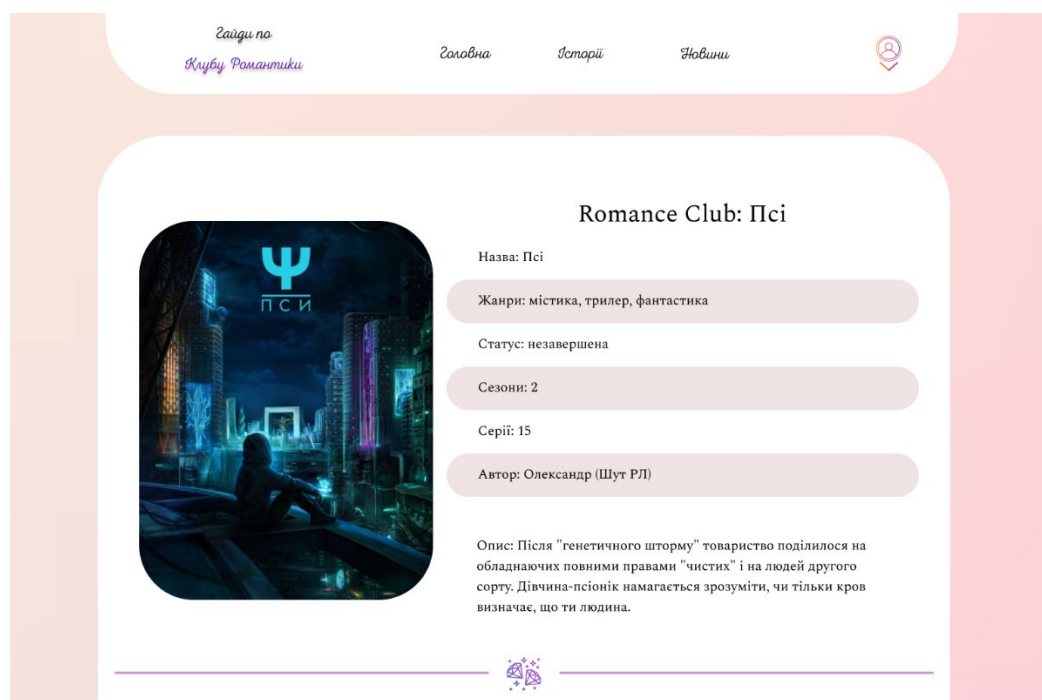 Гайди по
Клубу Романтики
Головна
Історії
Новини
Ψ
ПСИ
Romance Club: Псі
Назва: Псі
Жанри: містика, трилер, фантастика
Статус: незавершена
Сезони: 2
Серії: 15
Автор: Олександр (Шут РЛ)
Опис: Після "генетичного шторму" товариство поділилося на
обладнаючих повними правами "чистих" і на людей другого
сорту. Дівчина-псіонік намагається зрозуміти, чи тільки кров
визначає, що ти людина.